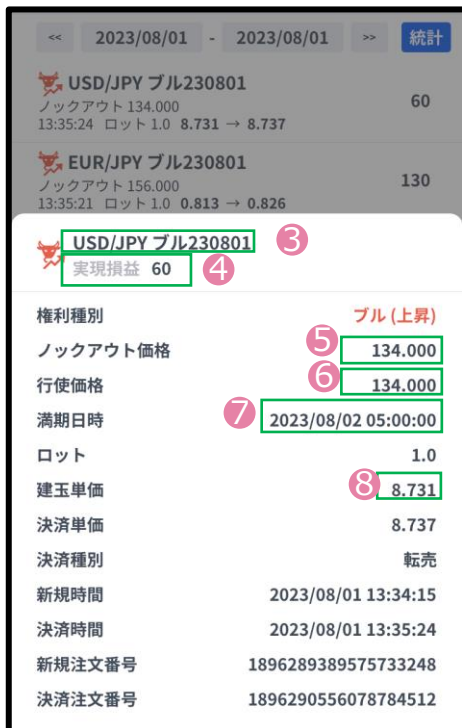 << 2023/08/01 - 2023/08/01 >> 統計
USD/JPY ブル230801
ノックアウト 134.000
60
13:35:24 ロット 1.0 8.731 → 8.737
EUR/JPY ブル230801
ノックアウト 156.000
130
13:35:21 ロット 1.0 0.813 → 0.826
USD/JPY ブル230801 3
実現損益 60 4
権利種別 ブル (上昇)
ノックアウト価格 5 134.000
行使価格 6 134.000
満期日時 7 2023/08/02 05:00:00
ロット 1.0
建玉単価 8 8.731
決済単価 8.737
決済種別 転売
新規時間 2023/08/01 13:34:15
決済時間 2023/08/01 13:35:24
新規注文番号 1896289389575733248
決済注文番号 1896290556078784512